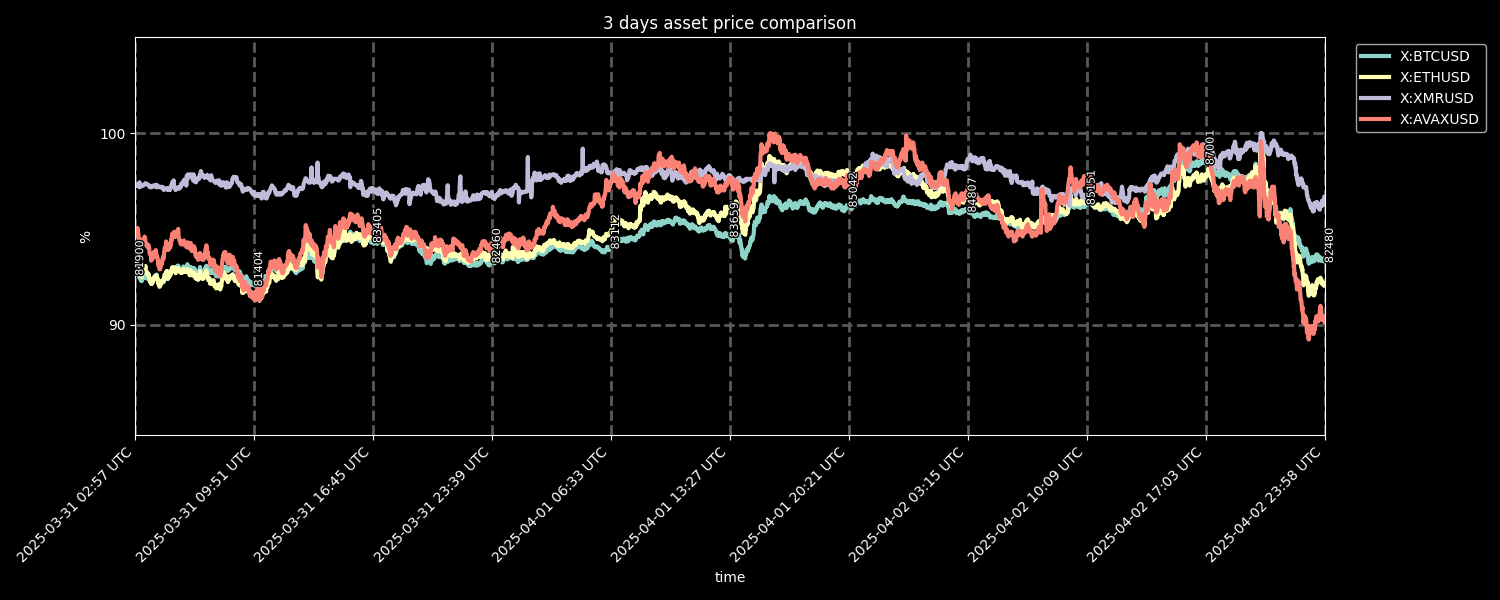 3 days asset price comparison
X:BTCUSD
X:ETHUSD
X:XMRUSD
X:AVAXUSD
%
100
90
81900
81404
83405
82460
83112
83659
85042
84807
85151
87001
82480
2025-03-31 02:57 UTC
2025-03-31 09:51 UTC
2025-03-31 16:45 UTC
2025-03-31 23:39 UTC
2025-04-01 06:33 UTC
2025-04-01 13:27 UTC
2025-04-01 20:21 UTC
2025-04-02 03:15 UTC
2025-04-02 10:09 UTC
2025-04-02 17:03 UTC
2025-04-02 23:58 UTC
time